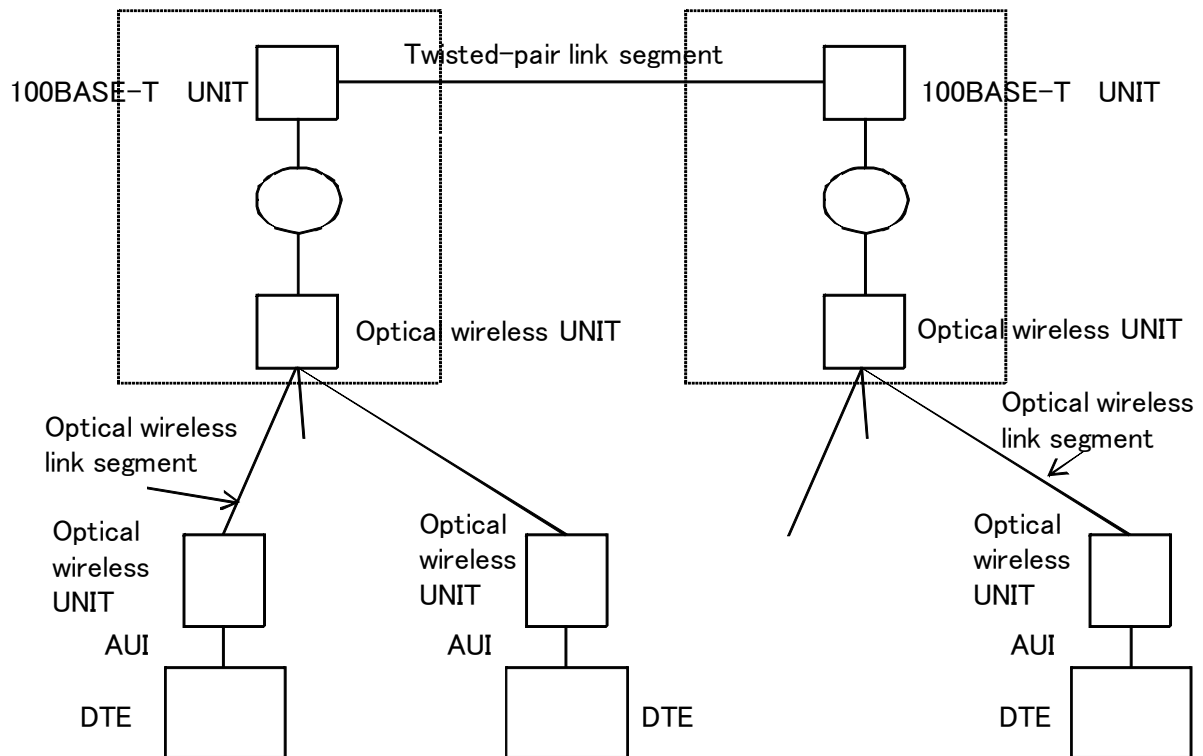 Twisted-pair link segment
100BASE-T UNIT
100BASE-T UNIT
Optical wireless UNIT
Optical wireless UNIT
Optical wireless
link segment
Optical wireless
link segment
Optical
wireless
UNIT
Optical
wireless
UNIT
Optical
wireless
UNIT
AUI
AUI
AUI
DTE
DTE
DTE